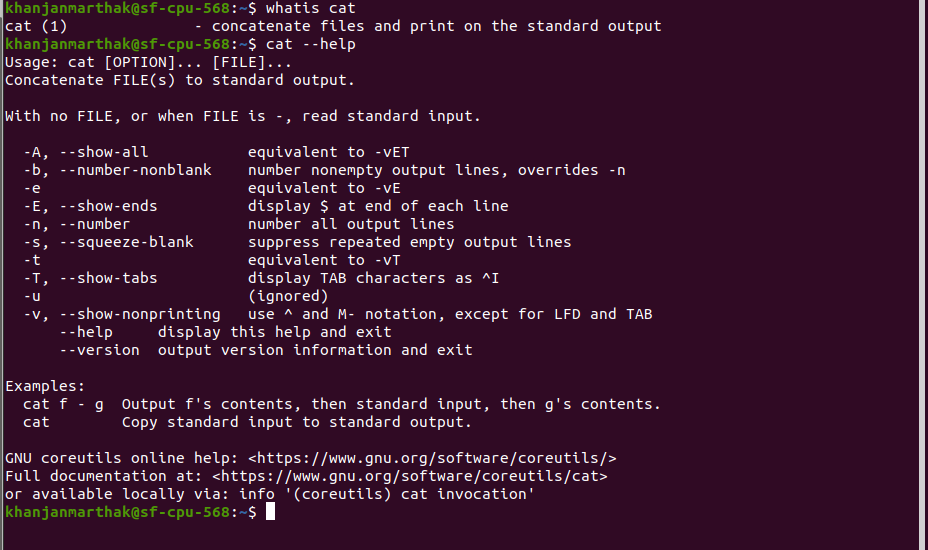 khanjanmarthak@sf-cpu-568:~$ whatis cat
cat (1)              - concatenate files and print on the standard output
khanjanmarthak@sf-cpu-568:~$ cat --help
Usage: cat [OPTION]... [FILE]...
Concatenate FILE(s) to standard output.

With no FILE, or when FILE is -, read standard input.

  -A, --show-all           equivalent to -vET
  -b, --number-nonblank    number nonempty output lines, overrides -n
  -e                       equivalent to -vE
  -E, --show-ends          display $ at end of each line
  -n, --number             number all output lines
  -s, --squeeze-blank      suppress repeated empty output lines
  -t                       equivalent to -vT
  -T, --show-tabs          display TAB characters as ^I
  -u                       (ignored)
  -v, --show-nonprinting   use ^ and M- notation, except for LFD and TAB
      --help     display this help and exit
      --version  output version information and exit

Examples:
  cat f - g  Output f's contents, then standard input, then g's contents.
  cat        Copy standard input to standard output.

GNU coreutils online help: <https://www.gnu.org/software/coreutils/>
Full documentation at: <https://www.gnu.org/software/coreutils/cat>
or available locally via: info '(coreutils) cat invocation'
khanjanmarthak@sf-cpu-568:~$